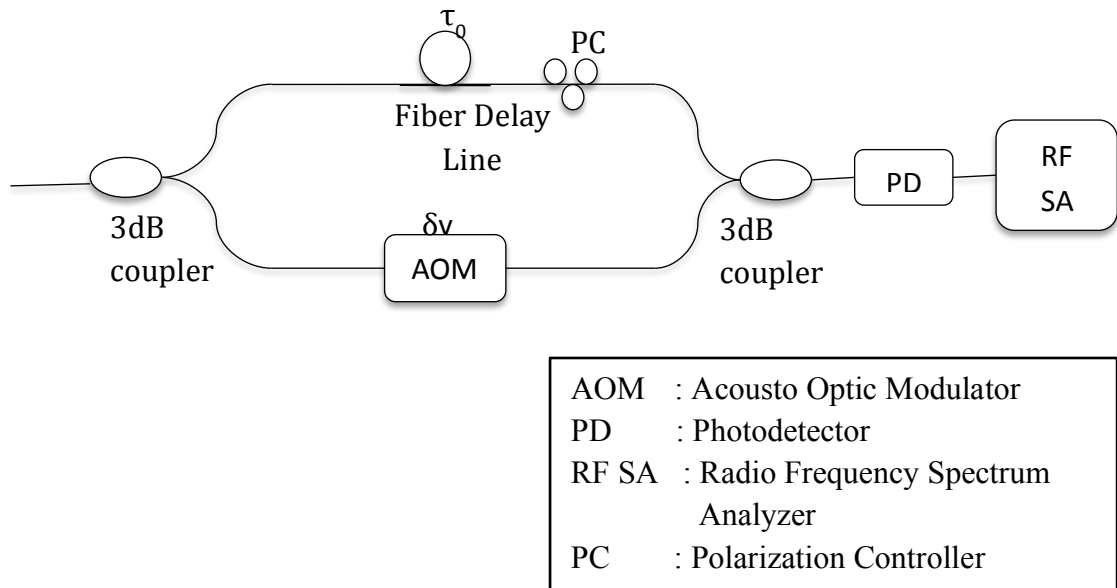 τ₀
PC
Fiber Delay
Line
3dB
coupler
δν
AOM
3dB
coupler
PD
RF
SA
AOM : Acousto Optic Modulator
PD : Photodetector
RF SA : Radio Frequency Spectrum
Analyzer
PC : Polarization Controller